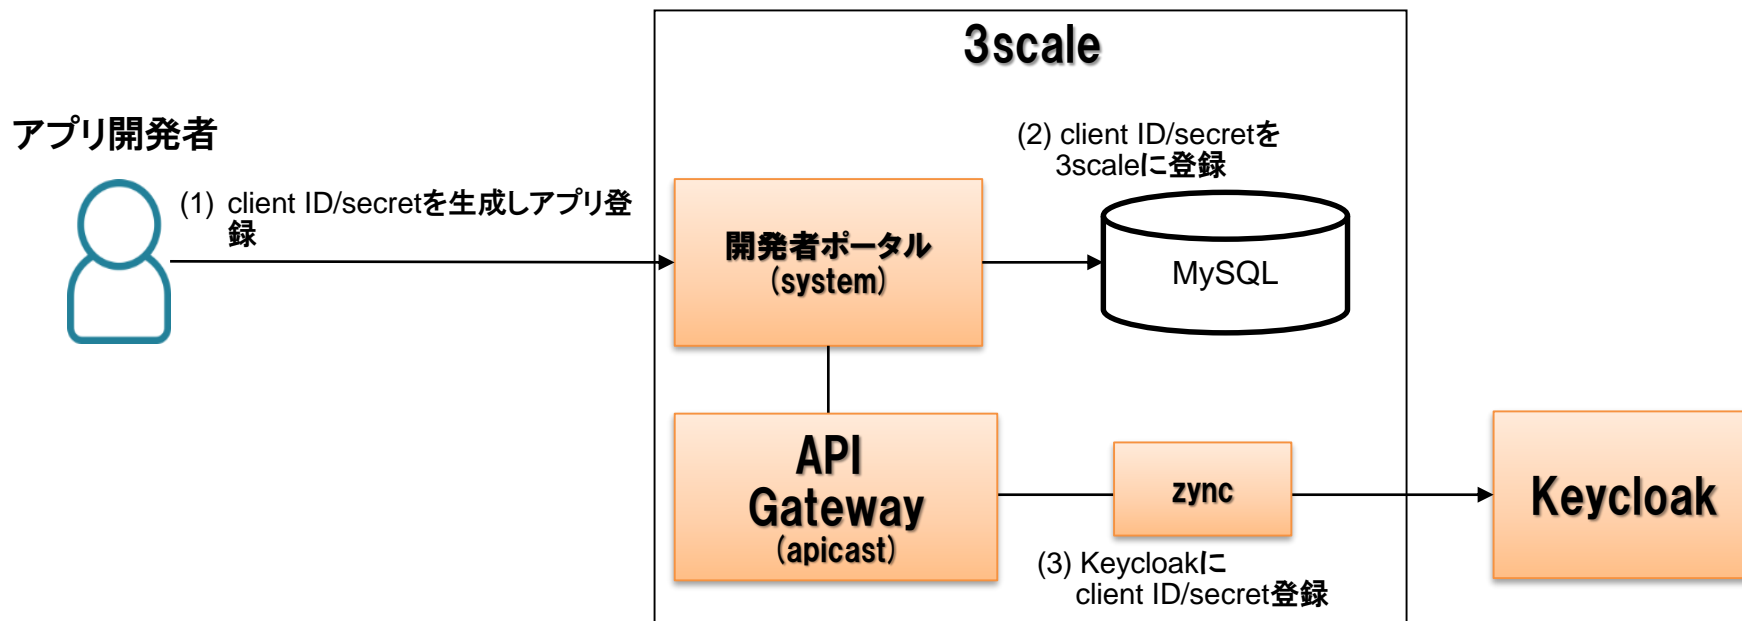 3scale
アプリ開発者
(1) client ID/secretを生成しアプリ登
録
(2) client ID/secretを
3scaleに登録
開発者ポータル
(system)
MySQL
API
Gateway
(apicast)
zync
Keycloak
(3) Keycloakに
client ID/secret登録